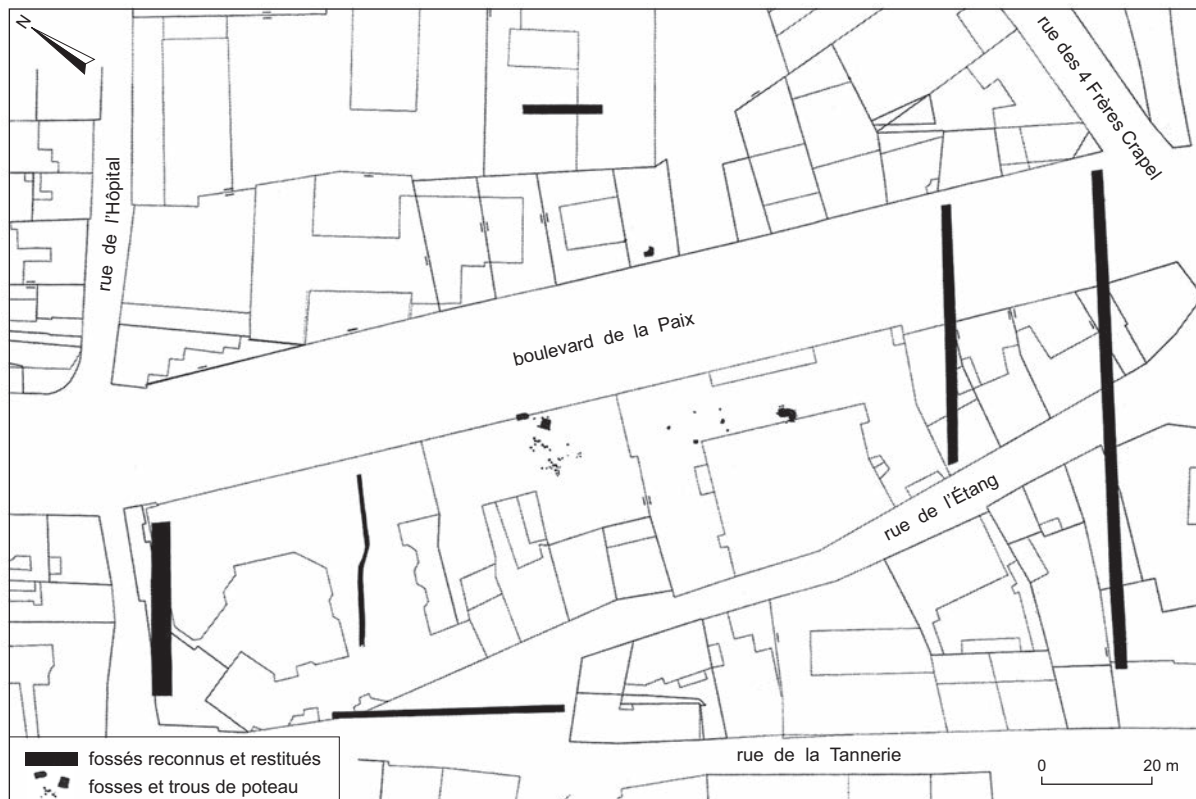 N
rue des 4 Frères Crapel
rue de l'Hôpital
boulevard de la Paix
rue de l'Étang
rue de la Tannerie
fossés reconnus et restitués
fosses et trous de poteau
0 20 m